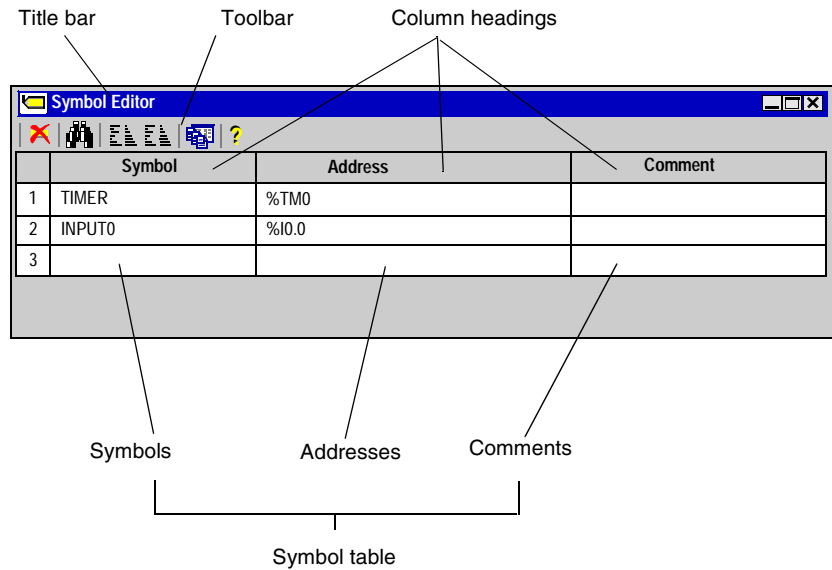 Title bar Toolbar Column headings
Symbol Editor
?
Symbol Address Comment
1 TIMER %TM0
2 INPUT0 %I0.0
3
Symbols Addresses Comments
Symbol table